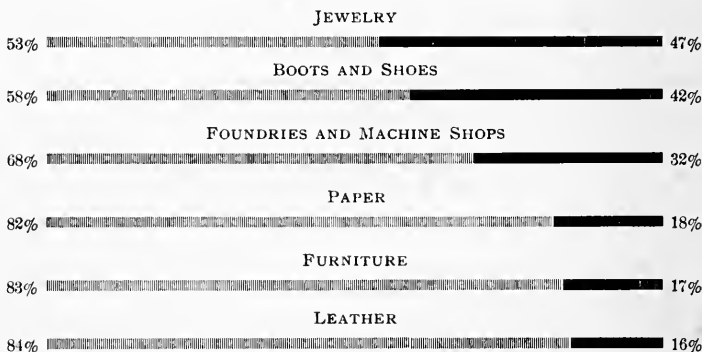 JEWELRY
53% 47%
BOOTS AND SHOES
58% 42%
FOUNDRIES AND MACHINE SHOPS
68% 32%
PAPER
82% 18%
FURNITURE
83% 17%
LEATHER
84% 16%